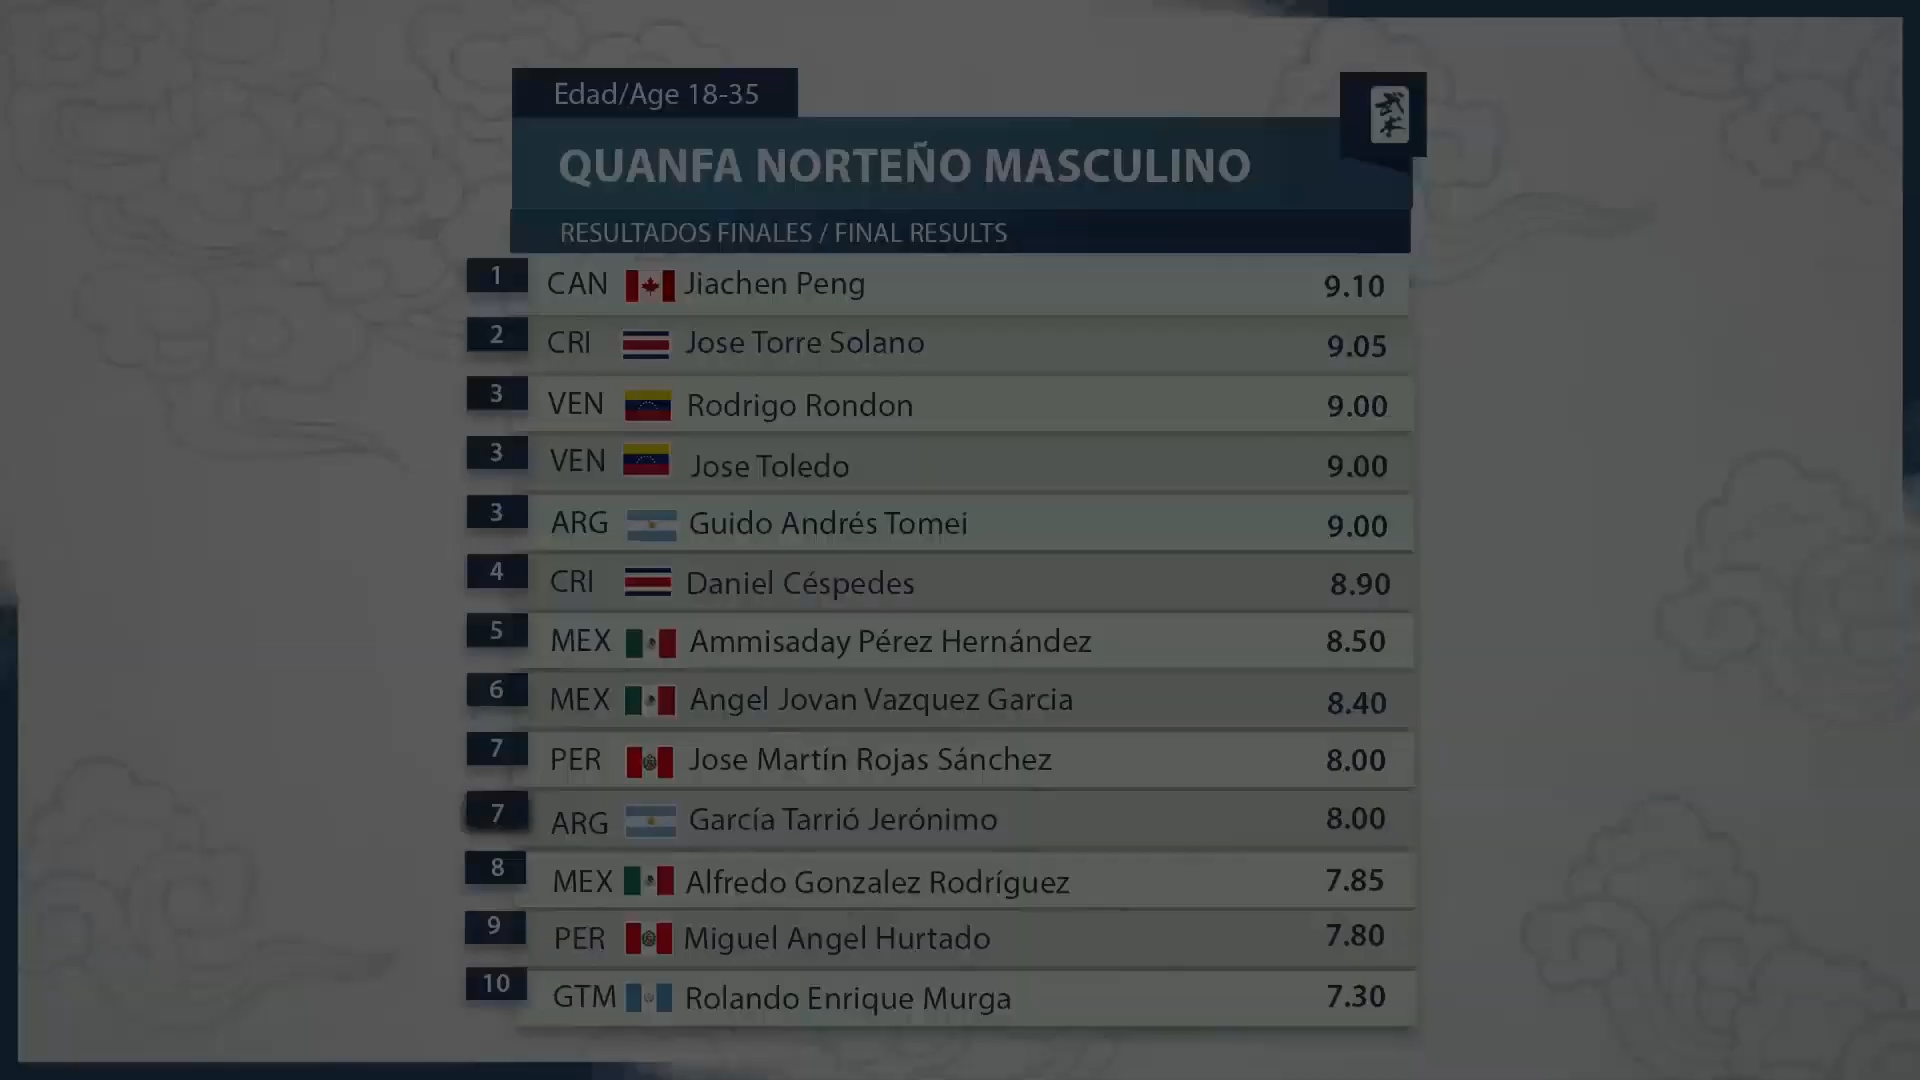 Edad/Age 18-35
武术
QUANFA NORTEÑO MASCULINO
RESULTADOS FINALES / FINAL RESULTS
1 CAN Jiachen Peng 9.10
2 CRI Jose Torre Solano 9.05
3 VEN Rodrigo Rondon 9.00
3 VEN Jose Toledo 9.00
3 ARG Guido Andrés Tomei 9.00
4 CRI Daniel Céspedes 8.90
5 MEX Ammisaday Pérez Hernández 8.50
6 MEX Angel Jovan Vazquez Garcia 8.40
7 PER Jose Martín Rojas Sánchez 8.00
7 ARG García Tarrió Jerónimo 8.00
8 MEX Alfredo Gonzalez Rodríguez 7.85
9 PER Miguel Angel Hurtado 7.80
10 GTM Rolando Enrique Murga 7.30